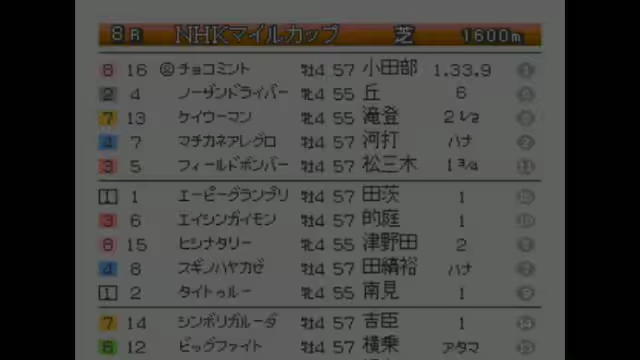 8R NHKマイルカップ 芝 1600m
8 16 チョコミント 牡4 57 小田部 1.33.9
2 4 ノーザンドライバー 牝4 55 丘 6
7 13 ケイウーマン 牝4 55 滝登 2 1/2
4 7 マチカネアレグロ 牡4 57 河打 ハナ
3 5 フィールドボンバー 牡4 57 松三木 1 3/4
1 1 エーピーグランプリ 牡4 57 田茨 1
3 6 エイシンガイモン 牡4 57 的庭 1
8 15 ヒシナタリー 牝4 55 津野田 2
4 8 スギノハヤカゼ 牡4 57 田縞裕 ハナ
1 2 タイトゥルー 牝4 55 南見 1
7 14 シンボリガルーダ 牡4 57 吉臣 1
6 12 ビッグファイト 牡4 57 横乗 アタマ